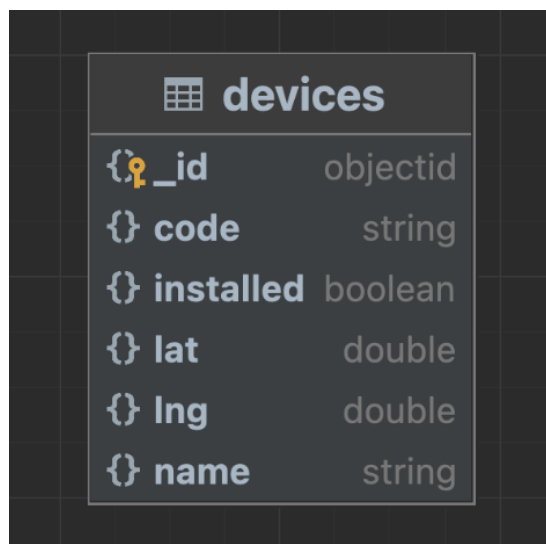 devices
_id objectid
{} code string
{} installed boolean
{} lat double
{} lng double
{} name string